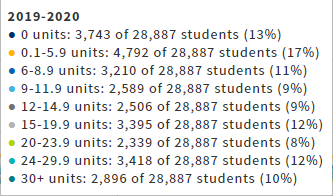 2019-2020
0 units: 3,743 of 28,887 students (13%)
0.1-5.9 units: 4,792 of 28,887 students (17%)
6-8.9 units: 3,210 of 28,887 students (11%)
9-11.9 units: 2,589 of 28,887 students (9%)
12-14.9 units: 2,506 of 28,887 students (9%)
15-19.9 units: 3,395 of 28,887 students (12%)
20-23.9 units: 2,339 of 28,887 students (8%)
24-29.9 units: 3,418 of 28,887 students (12%)
30+ units: 2,896 of 28,887 students (10%)